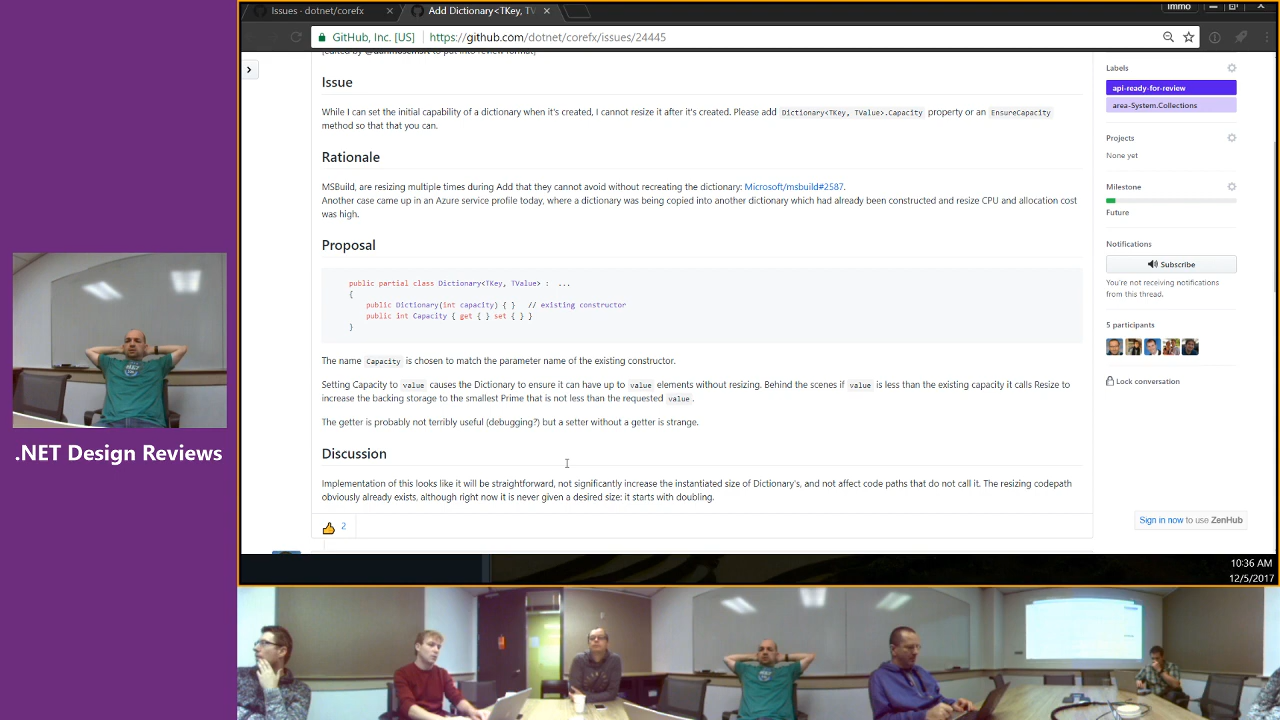 Issues - dotnet/corefx
Add Dictionary<TKey, TV
Immo
GitHub, Inc. [US]
https://github.com/dotnet/corefx/issues/24445
Issue
While I can set the initial capability of a dictionary when it's created, I cannot resize it after it's created. Please add Dictionary<TKey, TValue>.Capacity property or an EnsureCapacity
method so that that you can.
Rationale
MSBuild, are resizing multiple times during Add that they cannot avoid without recreating the dictionary: Microsoft/msbuild#2587.
Another case came up in an Azure service profile today, where a dictionary was being copied into another dictionary which had already been constructed and resize CPU and allocation cost
was high.
Proposal
public partial class Dictionary<TKey, TValue> : ...
{
public Dictionary(int capacity) { } // existing constructor
public int Capacity { get { } set { } }
}
The name Capacity is chosen to match the parameter name of the existing constructor.
Setting Capacity to value causes the Dictionary to ensure it can have up to value elements without resizing. Behind the scenes if value is less than the existing capacity it calls Resize to
increase the backing storage to the smallest Prime that is not less than the requested value.
The getter is probably not terribly useful (debugging?) but a setter without a getter is strange.
Discussion
Implementation of this looks like it will be straightforward, not significantly increase the instantiated size of Dictionary's, and not affect code paths that do not call it. The resizing codepath
obviously already exists, although right now it is never given a desired size: it starts with doubling.
2
Labels
api-ready-for-review
area-System.Collections
Projects
None yet
Milestone
Future
Notifications
Subscribe
You're not receiving notifications
from this thread.
5 participants
Lock conversation
Sign in now to use ZenHub
10:36 AM
12/5/2017
.NET Design Reviews